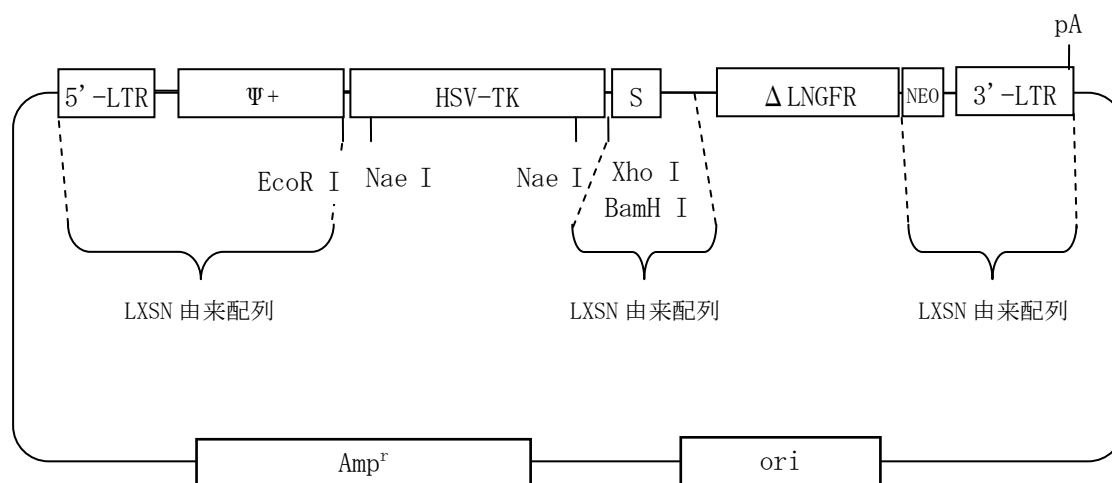 pA
5'-LTR
Ψ+
HSV-TK
S
ΔLNGFR
NEO
3'-LTR
EcoR I
Nae I
Nae I
Xho I
BamH I
LXSN 由来配列
LXSN 由来配列
LXSN 由来配列
Ampʳ
ori